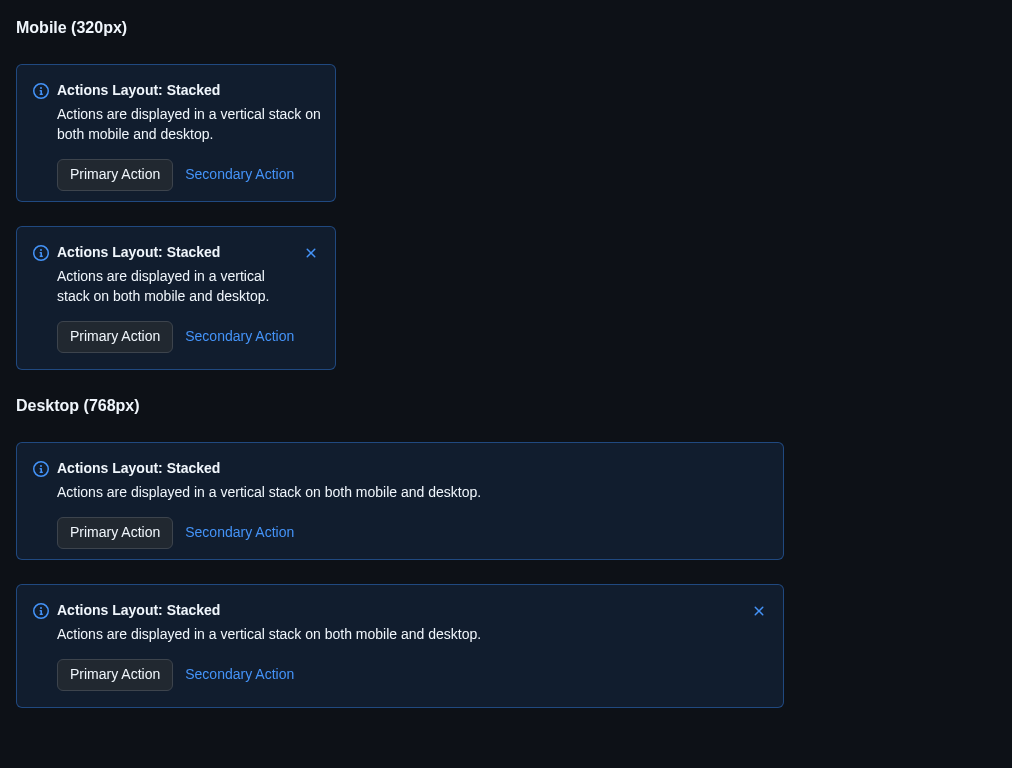 Mobile (320px)
Actions Layout: Stacked
Actions are displayed in a vertical stack on
both mobile and desktop.
Primary Action Secondary Action
Actions Layout: Stacked
Actions are displayed in a vertical
stack on both mobile and desktop.
Primary Action Secondary Action
Desktop (768px)
Actions Layout: Stacked
Actions are displayed in a vertical stack on both mobile and desktop.
Primary Action Secondary Action
Actions Layout: Stacked
Actions are displayed in a vertical stack on both mobile and desktop.
Primary Action Secondary Action